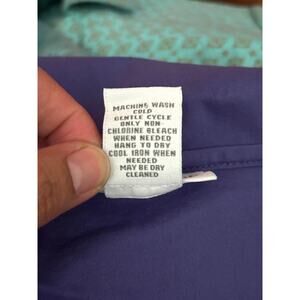 MACHINE WASH
COLD
GENTLE CYCLE
ONLY NON-
CHLORINE BLEACH
WHEN NEEDED
HANG TO DRY
COOL IRON WHEN
NEEDED
MAY BE DRY
CLEANED